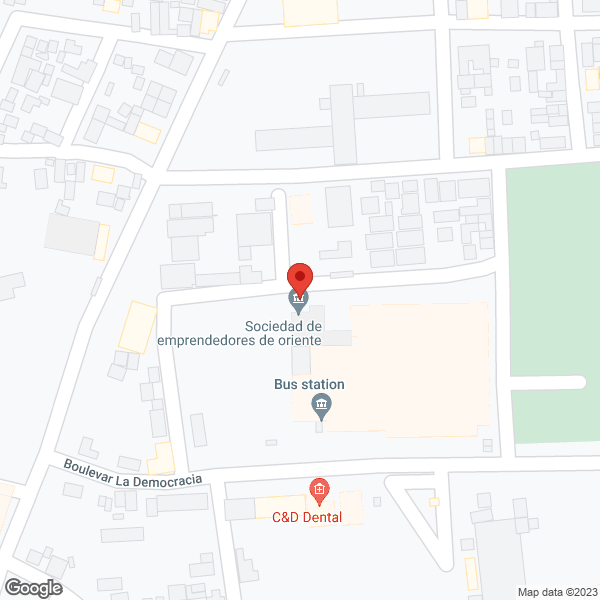 Sociedad de
emprendedores de oriente
Bus station
Boulevar La Democracia
C&D Dental
Google
Map data ©2023